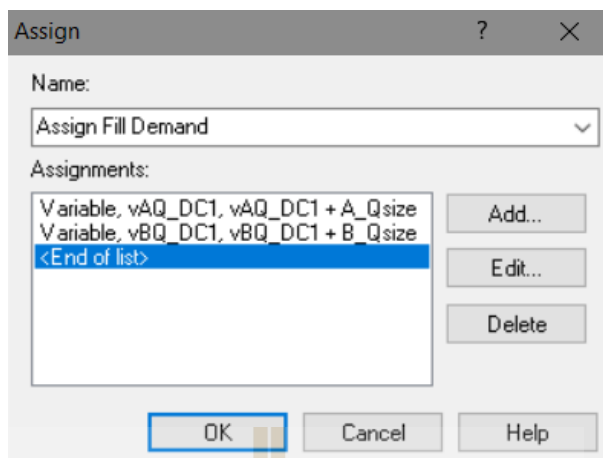 Assign ? ×
Name:
Assign Fill Demand
Assignments:
Variable, vAQ_DC1, vAQ_DC1 + A_Qsize
Variable, vBQ_DC1, vBQ_DC1 + B_Qsize
<End of list>
Add...
Edit...
Delete
OK Cancel Help